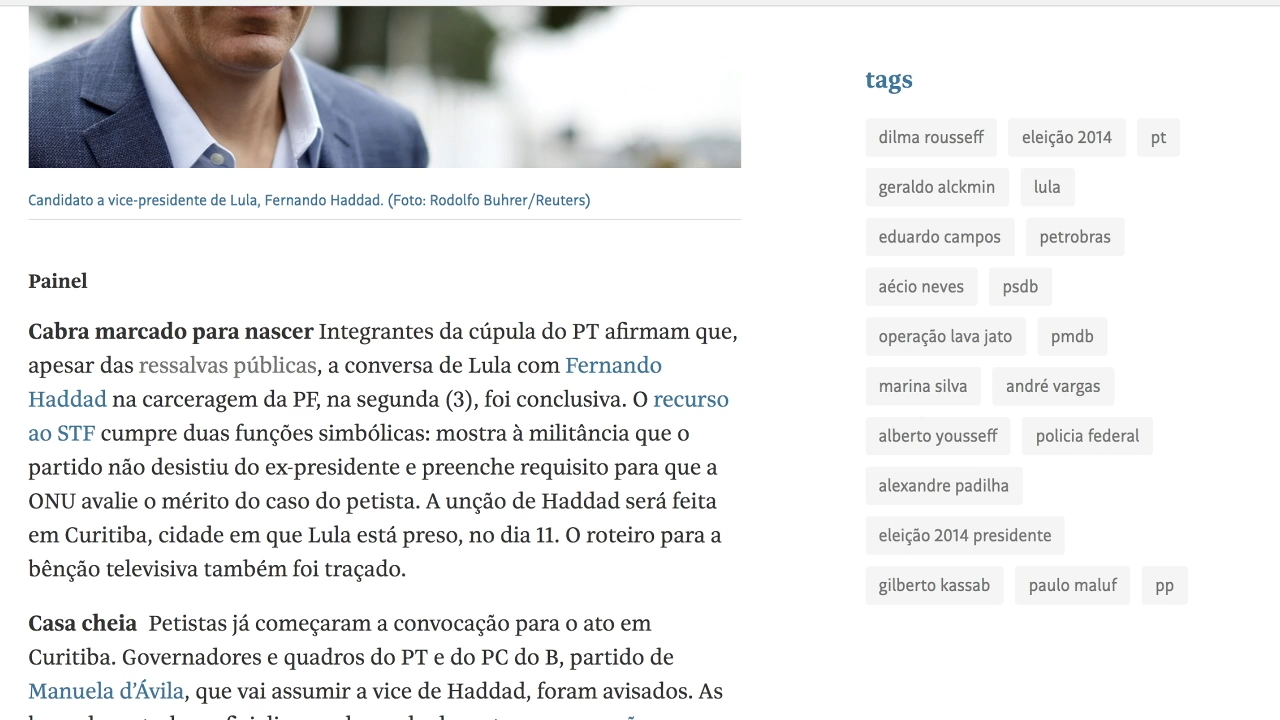 Candidato a vice-presidente de Lula, Fernando Haddad. (Foto: Rodolfo Buhrer/Reuters)
Painel
Cabra marcado para nascer Integrantes da cúpula do PT afirmam que,
apesar das ressalvas públicas, a conversa de Lula com Fernando
Haddad na carceragem da PF, na segunda (3), foi conclusiva. O recurso
ao STF cumpre duas funções simbólicas: mostra à militância que o
partido não desistiu do ex-presidente e preenche requisito para que a
ONU avalie o mérito do caso do petista. A unção de Haddad será feita
em Curitiba, cidade em que Lula está preso, no dia 11. O roteiro para a
bênção televisiva também foi traçado.
Casa cheia Petistas já começaram a convocação para o ato em
Curitiba. Governadores e quadros do PT e do PC do B, partido de
Manuela d'Ávila, que vai assumir a vice de Haddad, foram avisados. As
tags
dilma rousseff eleição 2014 pt
geraldo alckmin lula
eduardo campos petrobras
aécio neves psdb
operação lava jato pmdb
marina silva andré vargas
alberto yousseff policia federal
alexandre padilha
eleição 2014 presidente
gilberto kassab paulo maluf pp